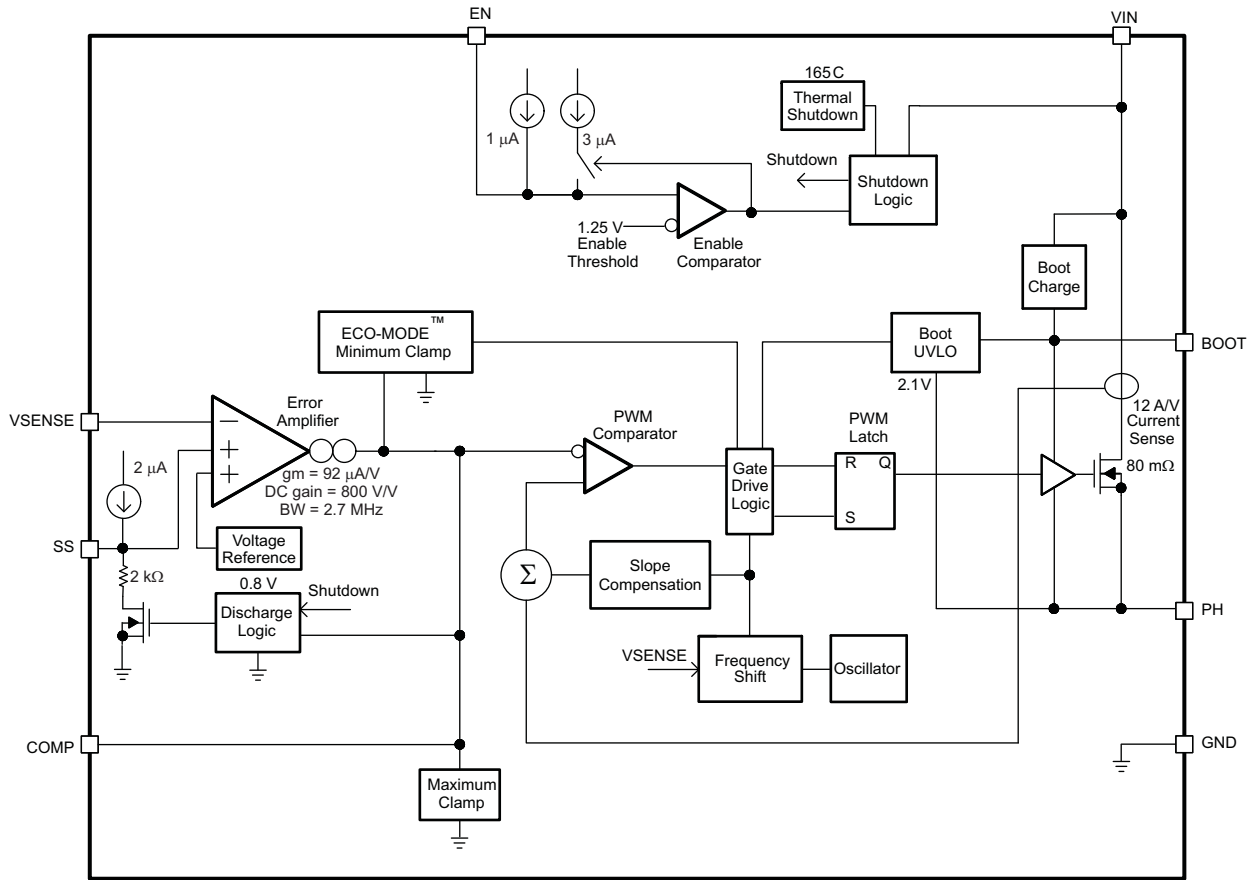 EN
VIN
165C
Thermal
Shutdown
1 μA
3 μA
Shutdown
Shutdown
Logic
1.25 V
Enable
Threshold
Enable
Comparator
Boot
Charge
ECO-MODE™
Minimum Clamp
Boot
UVLO
BOOT
2.1V
12 A/V
Current
Sense
80 mΩ
VSENSE
Error
Amplifier
−
+
+
gm = 92 μA/V
DC gain = 800 V/V
BW = 2.7 MHz
PWM
Comparator
Gate
Drive
Logic
PWM
Latch
R Q
S
2 μA
SS
Voltage
Reference
2 kΩ
0.8 V
Shutdown
Discharge
Logic
Σ
Slope
Compensation
PH
VSENSE
Frequency
Shift
Oscillator
COMP
GND
Maximum
Clamp